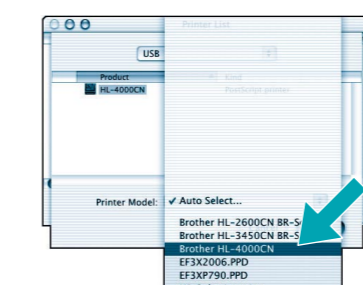 Printer List
USB
Product Kind
HL-4000CN PostScript printer
Printer Model: ✓ Auto Select...
Brother HL-2600CN BR-S
Brother HL-3450CN BR-S
Brother HL-4000CN
EF3X2006.PPD
EF3XP790.PPD